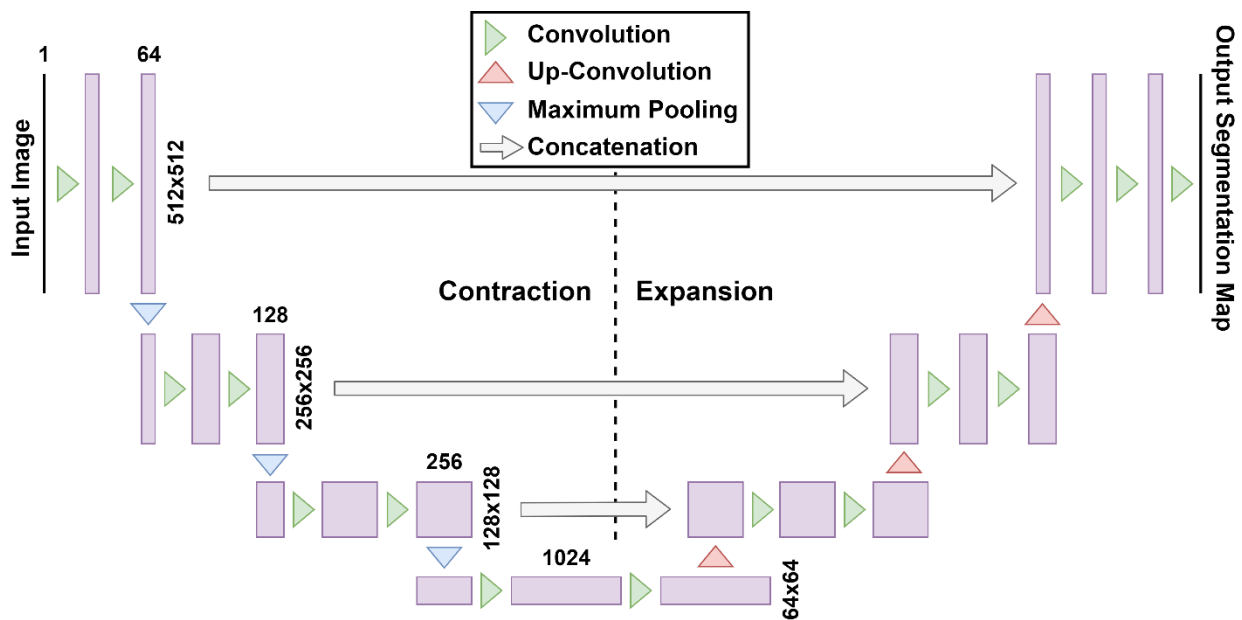 Convolution
Up-Convolution
Maximum Pooling
Concatenation
1
64
Input Image
512x512
Output Segmentation Map
Contraction
Expansion
128
256x256
256
128x128
1024
64x64